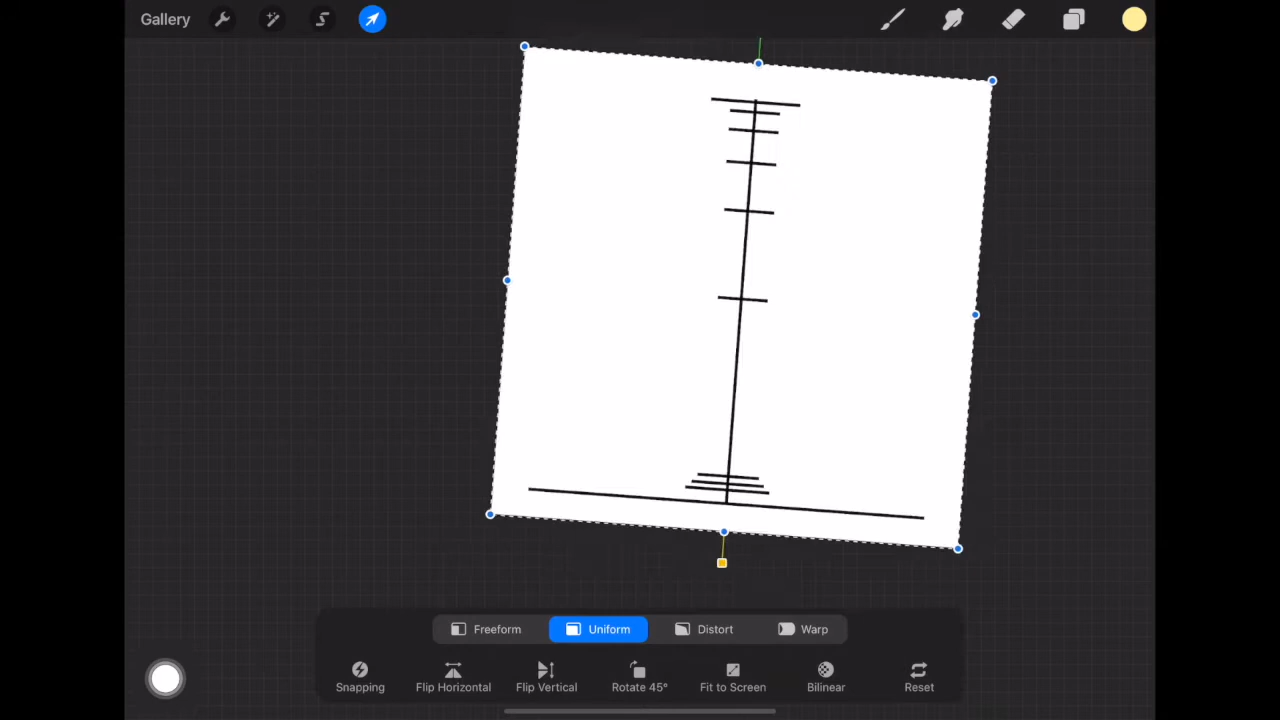 Gallery
Freeform Uniform Distort Warp
Snapping Flip Horizontal Flip Vertical Rotate 45° Fit to Screen Bilinear Reset